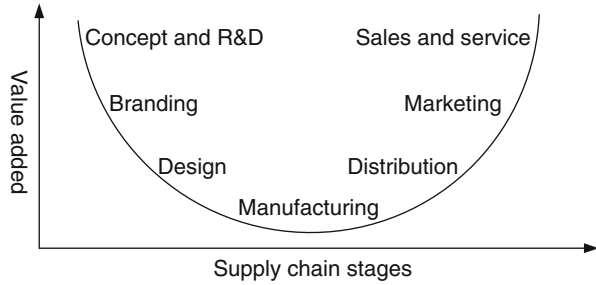 Value added
Concept and R&D
Sales and service
Branding
Marketing
Design
Distribution
Manufacturing
Supply chain stages